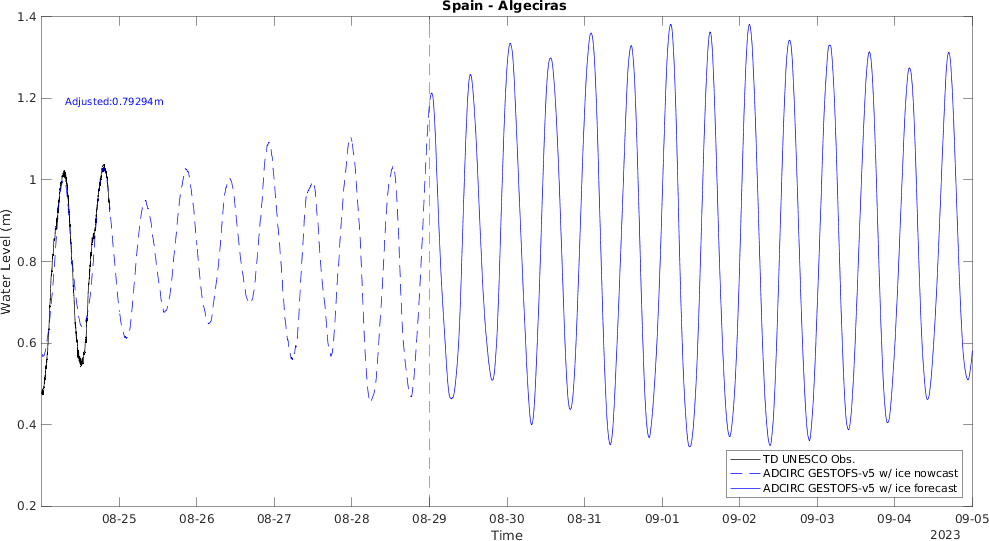 Spain - Algeciras
1.4
1.2
1
0.8
0.6
0.4
0.2
Water Level (m)
Adjusted:0.79294m
TD UNESCO Obs.
ADCIRC GESTOFS-v5 w/ ice nowcast
ADCIRC GESTOFS-v5 w/ ice forecast
08-25 08-26 08-27 08-28 08-29 08-30 08-31 09-01 09-02 09-03 09-04 09-05
Time
2023